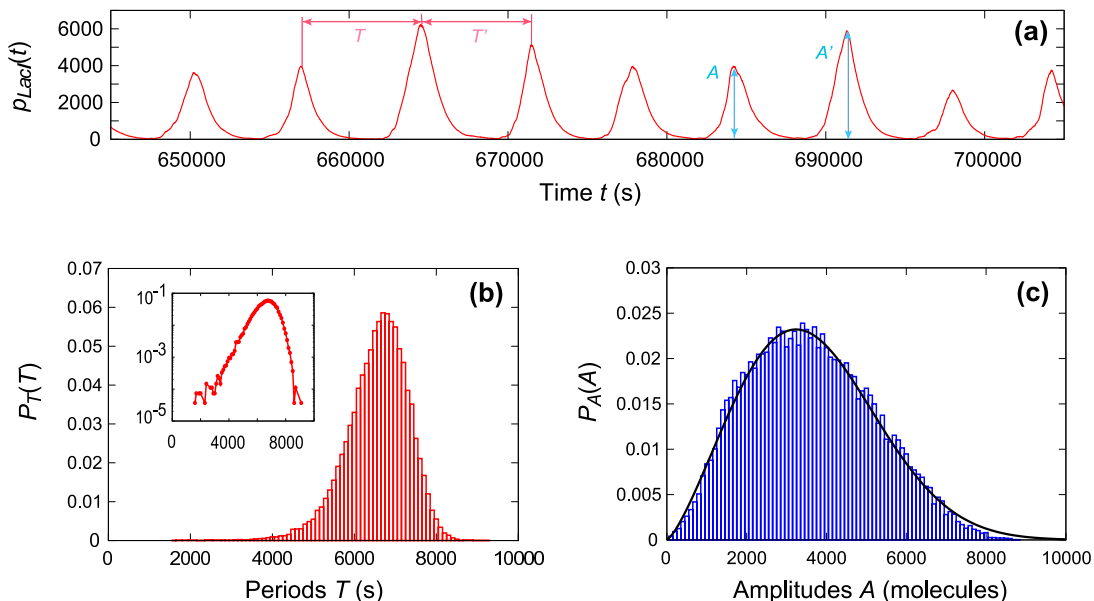 (a)
T T'
A A'
p_LacI(t)
6000
4000
2000
0
650000 660000 670000 680000 690000 700000
Time t (s)
(b)
P_T(T)
0.07
0.06
0.05
0.04
0.03
0.02
0.01
0
0 2000 4000 6000 8000 10000
Periods T (s)
10^-1
10^-3
10^-5
0 4000 8000
(c)
P_A(A)
0.03
0.025
0.02
0.015
0.01
0.005
0
0 2000 4000 6000 8000 10000
Amplitudes A (molecules)